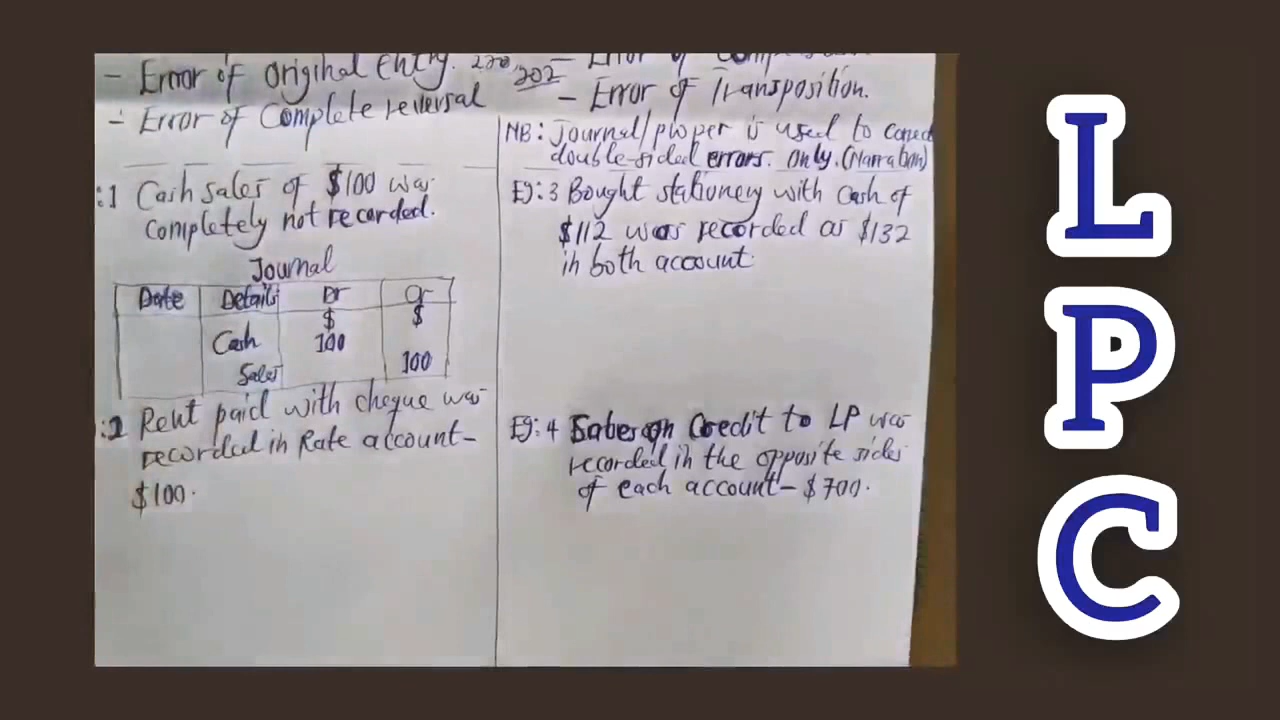 - Error of Original Entry. 220, 202
- Error of Complete reversal
:1 Cash sales of $100 was
completely not recorded.
Journal
Date Details Dr Cr
$ $
Cash 100
Sales 100
:2 Rent paid with cheque was
recorded in Rate account-
$100.
- Error of
- Error of Transposition.
NB: Journal/proper is used to correct
double-sided errors. only. (Narration)
Eg: 3 Bought stationery with cash of
$112 was recorded as $132
in both account.
Eg: 4 Sales on Credit to LP was
recorded in the opposite sides
of each account - $700.
L
P
C